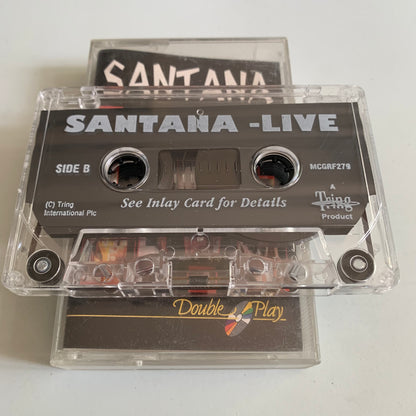 SANTANA
SANTANA -LIVE
SIDE B
MCGRF279
(C) Tring
International Plc
See Inlay Card for Details
A
Tring
Product
Double Play